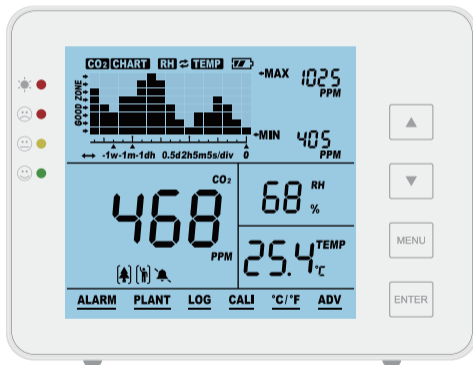 CO2 CHART RH TEMP
MAX 1025 PPM
GOOD ZONE
MIN 405 PPM
-1w-1m-1dh 0.5d2h5m5s/div 0
CO2
468
PPM
68 RH %
25.4 TEMP °C
ALARM PLANT LOG CALI °C/°F ADV
MENU
ENTER